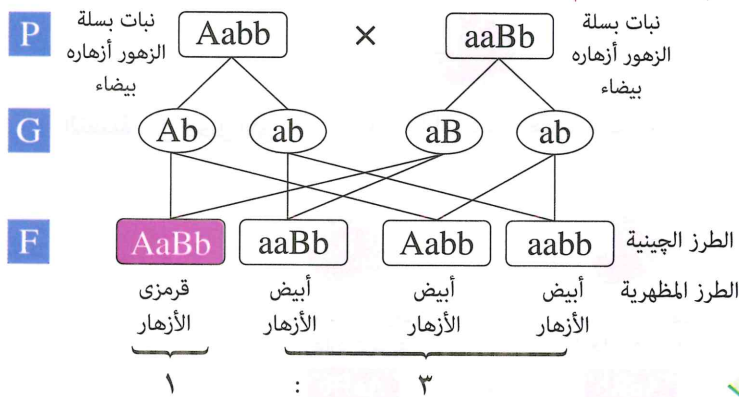 P
نبات بسلة
الزهور أزهاره
بيضاء
Aabb
×
aaBb
نبات بسلة
الزهور أزهاره
بيضاء
G
Ab
ab
aB
ab
F
AaBb
aaBb
Aabb
aabb
الطرز الچينية
الطرز المظهرية
قرمزى
الأزهار
أبيض
الأزهار
أبيض
الأزهار
أبيض
الأزهار
١ : ٣